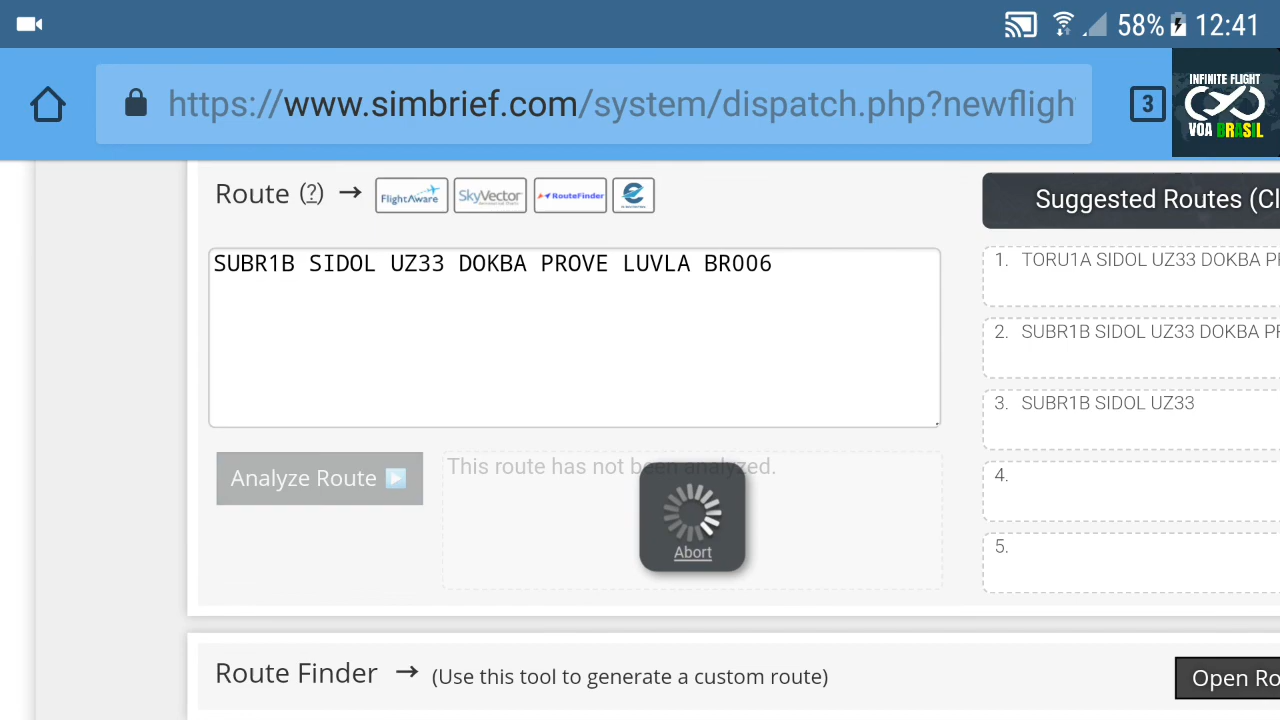 58% 12:41
https://www.simbrief.com/system/dispatch.php?newfligh
3
INFINITE FLIGHT
VOA BRASIL
Route (?) → FlightAware SkyVector RouteFinder
SUBR1B SIDOL UZ33 DOKBA PROVE LUVLA BR006
Analyze Route
This route has not been analyzed.
Abort
Suggested Routes (Cl
1. TORU1A SIDOL UZ33 DOKBA PR
2. SUBR1B SIDOL UZ33 DOKBA PR
3. SUBR1B SIDOL UZ33
4.
5.
Route Finder → (Use this tool to generate a custom route)
Open Ro